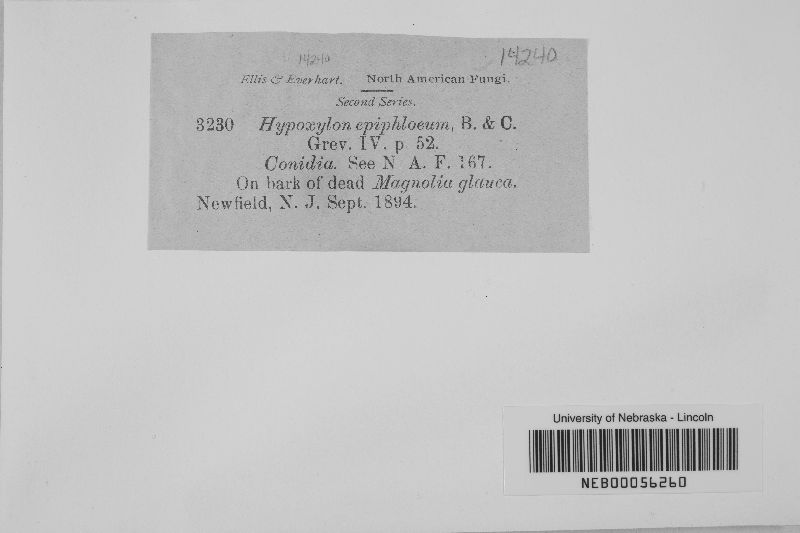 14240 14240
Ellis & Everhart. North American Fungi.
Second Series.
3230 Hypoxylon epiphloeum, B. & C.
Grev. IV. p 52.
Conidia. See N A. F. 167.
On bark of dead Magnolia glauca.
Newfield, N. J. Sept. 1894.
University of Nebraska - Lincoln
NEB00056260